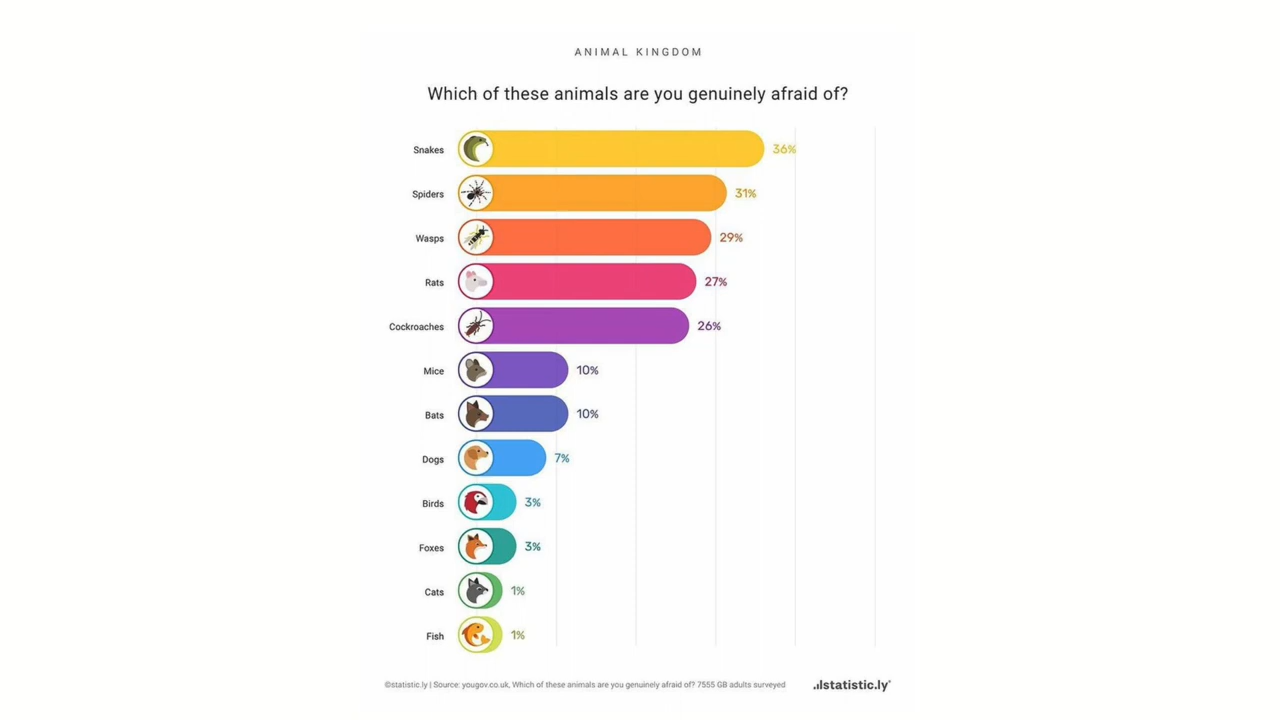 ANIMAL KINGDOM
Which of these animals are you genuinely afraid of?
Snakes 36%
Spiders 31%
Wasps 29%
Rats 27%
Cockroaches 26%
Mice 10%
Bats 10%
Dogs 7%
Birds 3%
Foxes 3%
Cats 1%
Fish 1%
©statistic.ly | Source: yougov.co.uk, Which of these animals are you genuinely afraid of? 7555 GB adults surveyed
statistic.ly